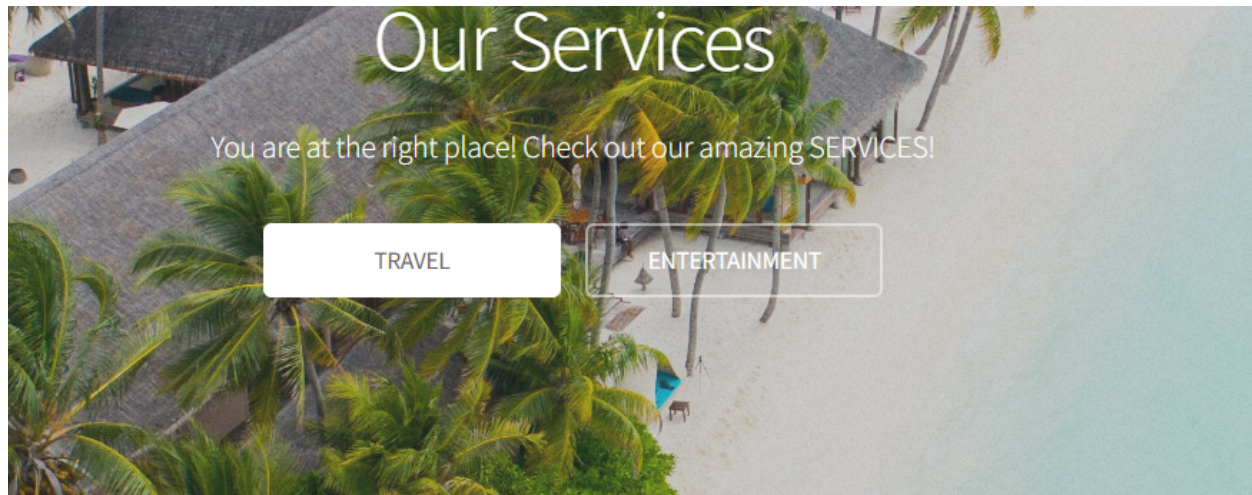 Our Services
You are at the right place! Check out our amazing SERVICES!
TRAVEL
ENTERTAINMENT